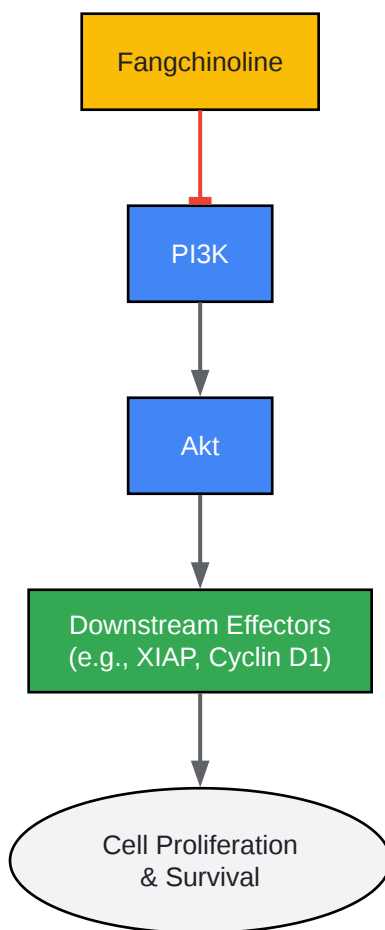 Fangchinoline
PI3K
Akt
Downstream Effectors
(e.g., XIAP, Cyclin D1)
Cell Proliferation
& Survival